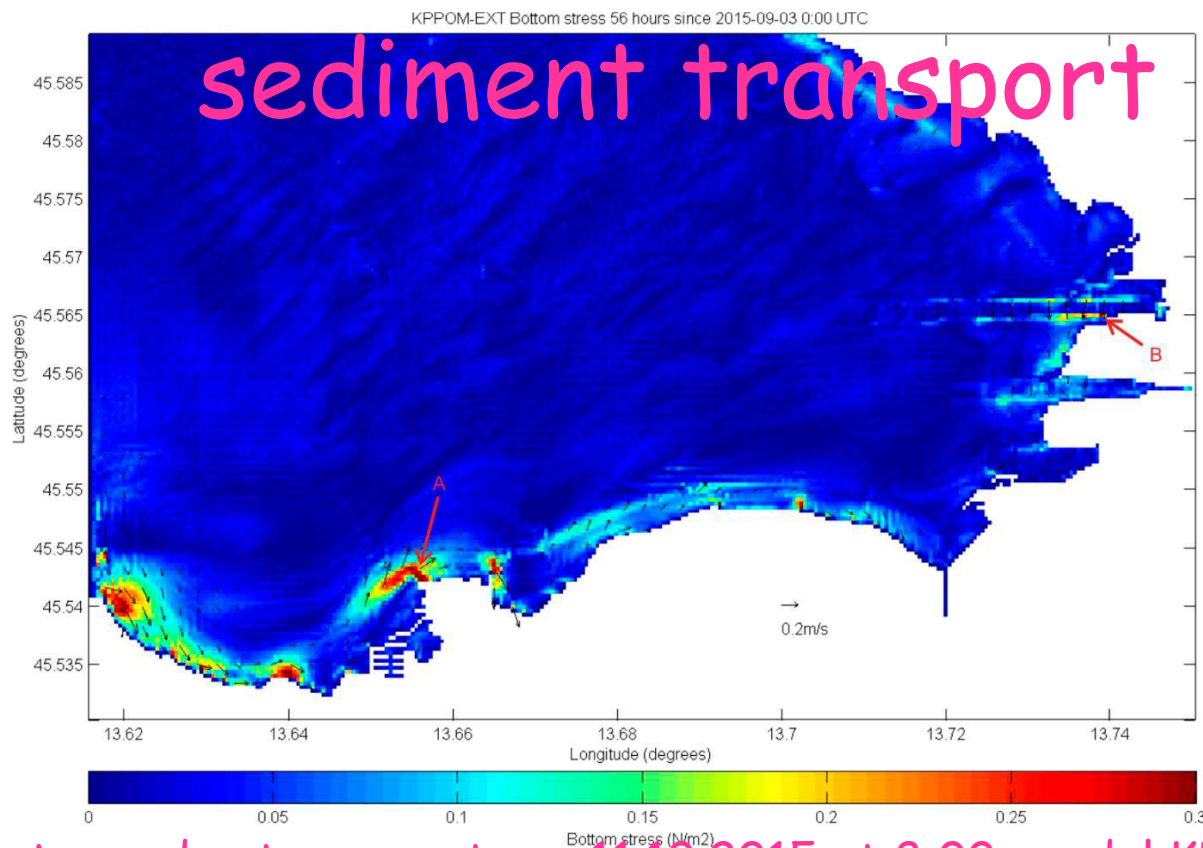 KPPOM-EXT Bottom stress 56 hours since 2015-09-03 0:00 UTC
sediment transport
45.585
45.58
45.575
45.57
45.565
45.56
45.555
45.55
45.545
45.54
45.535
Latitude (degrees)
A
B
0.2m/s
13.62 13.64 13.66 13.68 13.7 13.72 13.74
Longitude (degrees)
0 0.05 0.1 0.15 0.2 0.25 0.3
Bottom stress (N/m2)
2015 at